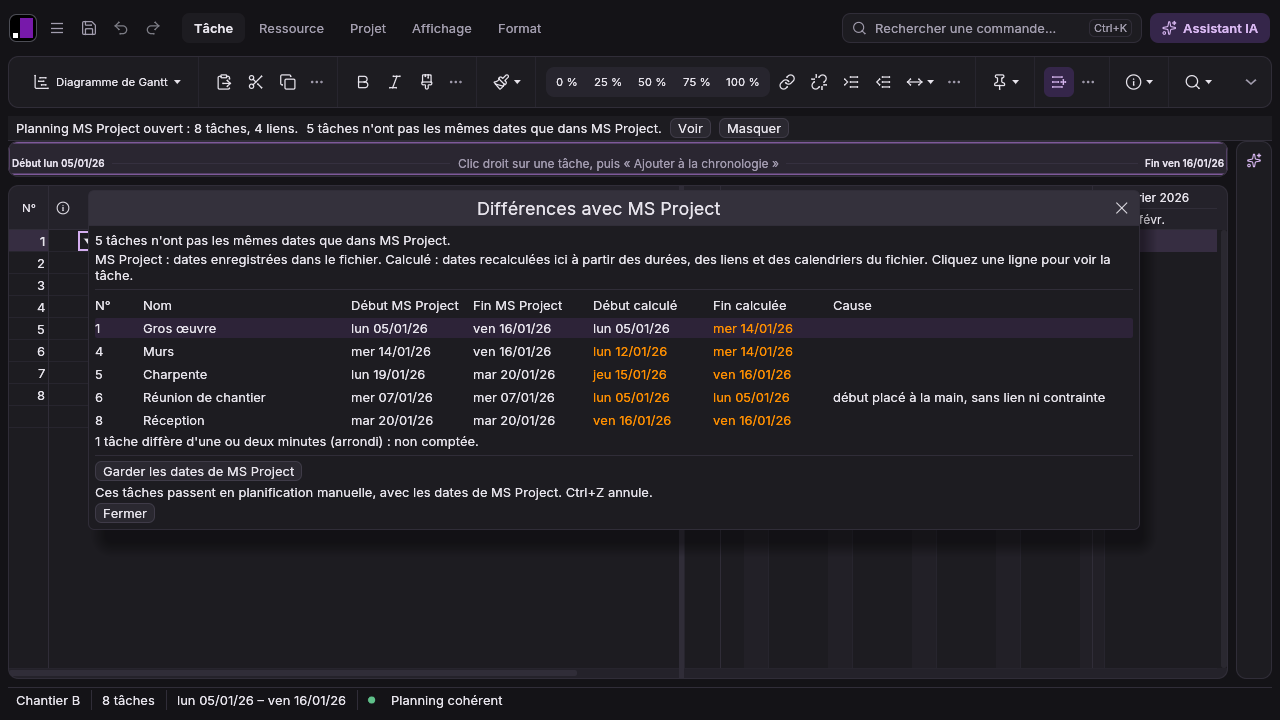 Tâche Ressource Projet Affichage Format Rechercher une commande... Ctrl+K Assistant IA
Diagramme de Gantt 0 % 25 % 50 % 75 % 100 %
Planning MS Project ouvert : 8 tâches, 4 liens. 5 tâches n'ont pas les mêmes dates que dans MS Project. Voir Masquer
Début lun 05/01/26 Clic droit sur une tâche, puis « Ajouter à la chronologie » Fin ven 16/01/26
N° rier 2026
févr.
Différences avec MS Project
1
2
3
4
5
6
7
8
5 tâches n'ont pas les mêmes dates que dans MS Project.
MS Project : dates enregistrées dans le fichier. Calculé : dates recalculées ici à partir des durées, des liens et des calendriers du fichier. Cliquez une ligne pour voir la
tâche.
N° Nom Début MS Project Fin MS Project Début calculé Fin calculée Cause
1 Gros œuvre lun 05/01/26 ven 16/01/26 lun 05/01/26 mer 14/01/26
4 Murs mer 14/01/26 ven 16/01/26 lun 12/01/26 mer 14/01/26
5 Charpente lun 19/01/26 mar 20/01/26 jeu 15/01/26 ven 16/01/26
6 Réunion de chantier mer 07/01/26 mer 07/01/26 lun 05/01/26 lun 05/01/26 début placé à la main, sans lien ni contrainte
8 Réception mar 20/01/26 mar 20/01/26 ven 16/01/26 ven 16/01/26
1 tâche diffère d'une ou deux minutes (arrondi) : non comptée.
Garder les dates de MS Project
Ces tâches passent en planification manuelle, avec les dates de MS Project. Ctrl+Z annule.
Fermer
Chantier B 8 tâches lun 05/01/26 – ven 16/01/26 Planning cohérent